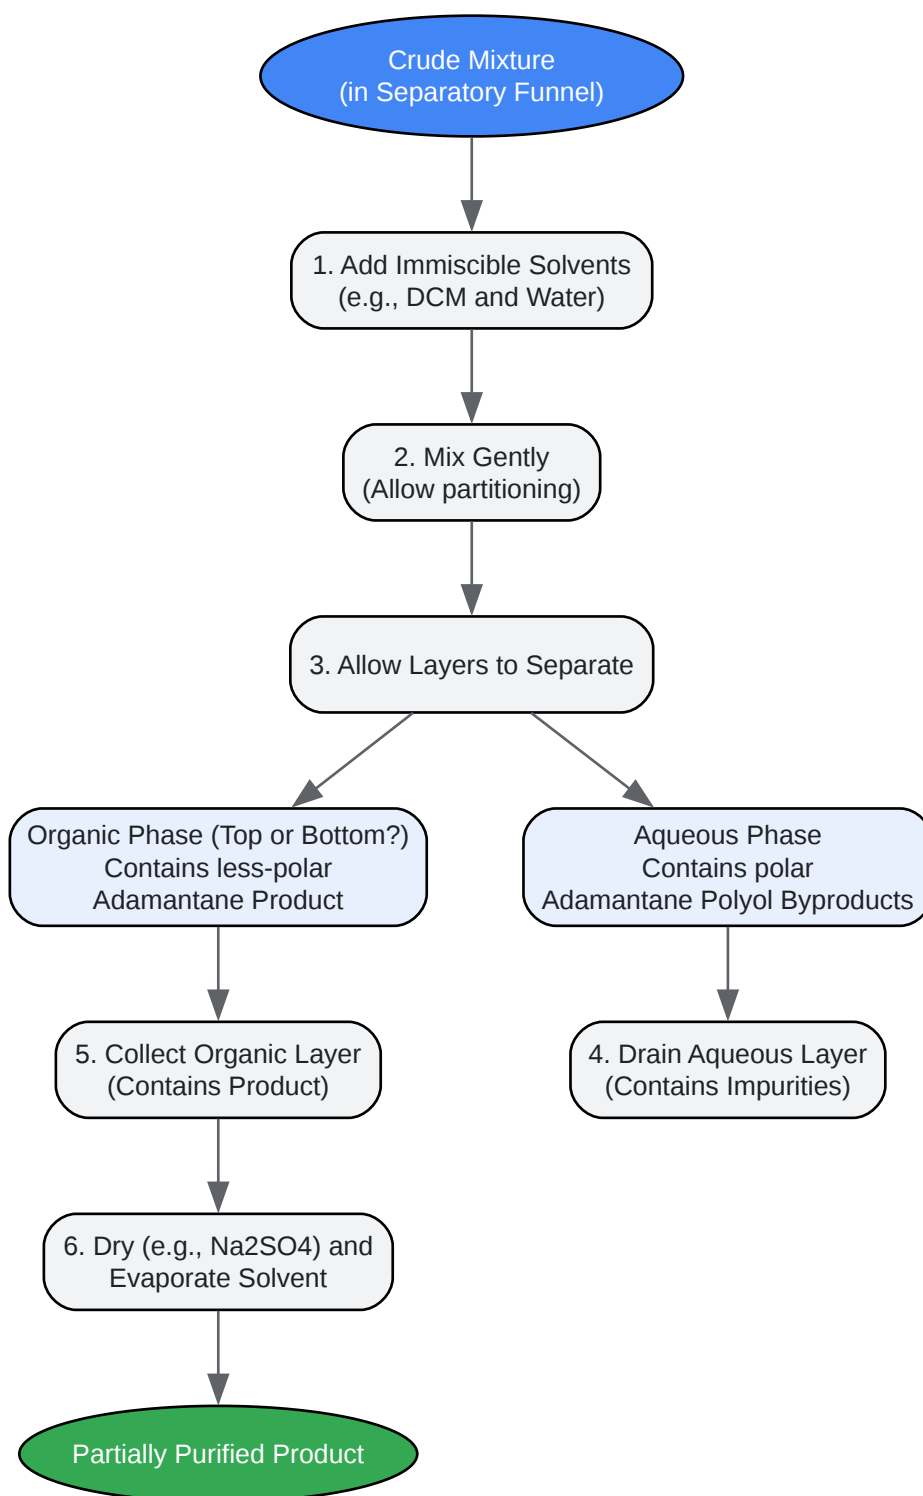 Crude Mixture
(in Separatory Funnel)
1. Add Immiscible Solvents
(e.g., DCM and Water)
2. Mix Gently
(Allow partitioning)
3. Allow Layers to Separate
Organic Phase (Top or Bottom?)
Contains less-polar
Adamantane Product
Aqueous Phase
Contains polar
Adamantane Polyol Byproducts
5. Collect Organic Layer
(Contains Product)
4. Drain Aqueous Layer
(Contains Impurities)
6. Dry (e.g., Na2SO4) and
Evaporate Solvent
Partially Purified Product